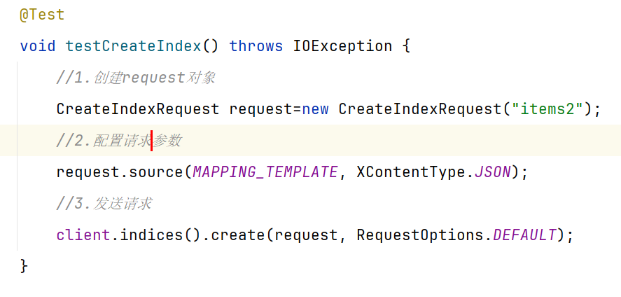 @Test
void testCreateIndex() throws IOException {
//1.创建request对象
CreateIndexRequest request=new CreateIndexRequest("items2");
//2.配置请求参数
request.source(MAPPING_TEMPLATE, XContentType.JSON);
//3.发送请求
client.indices().create(request, RequestOptions.DEFAULT);
}